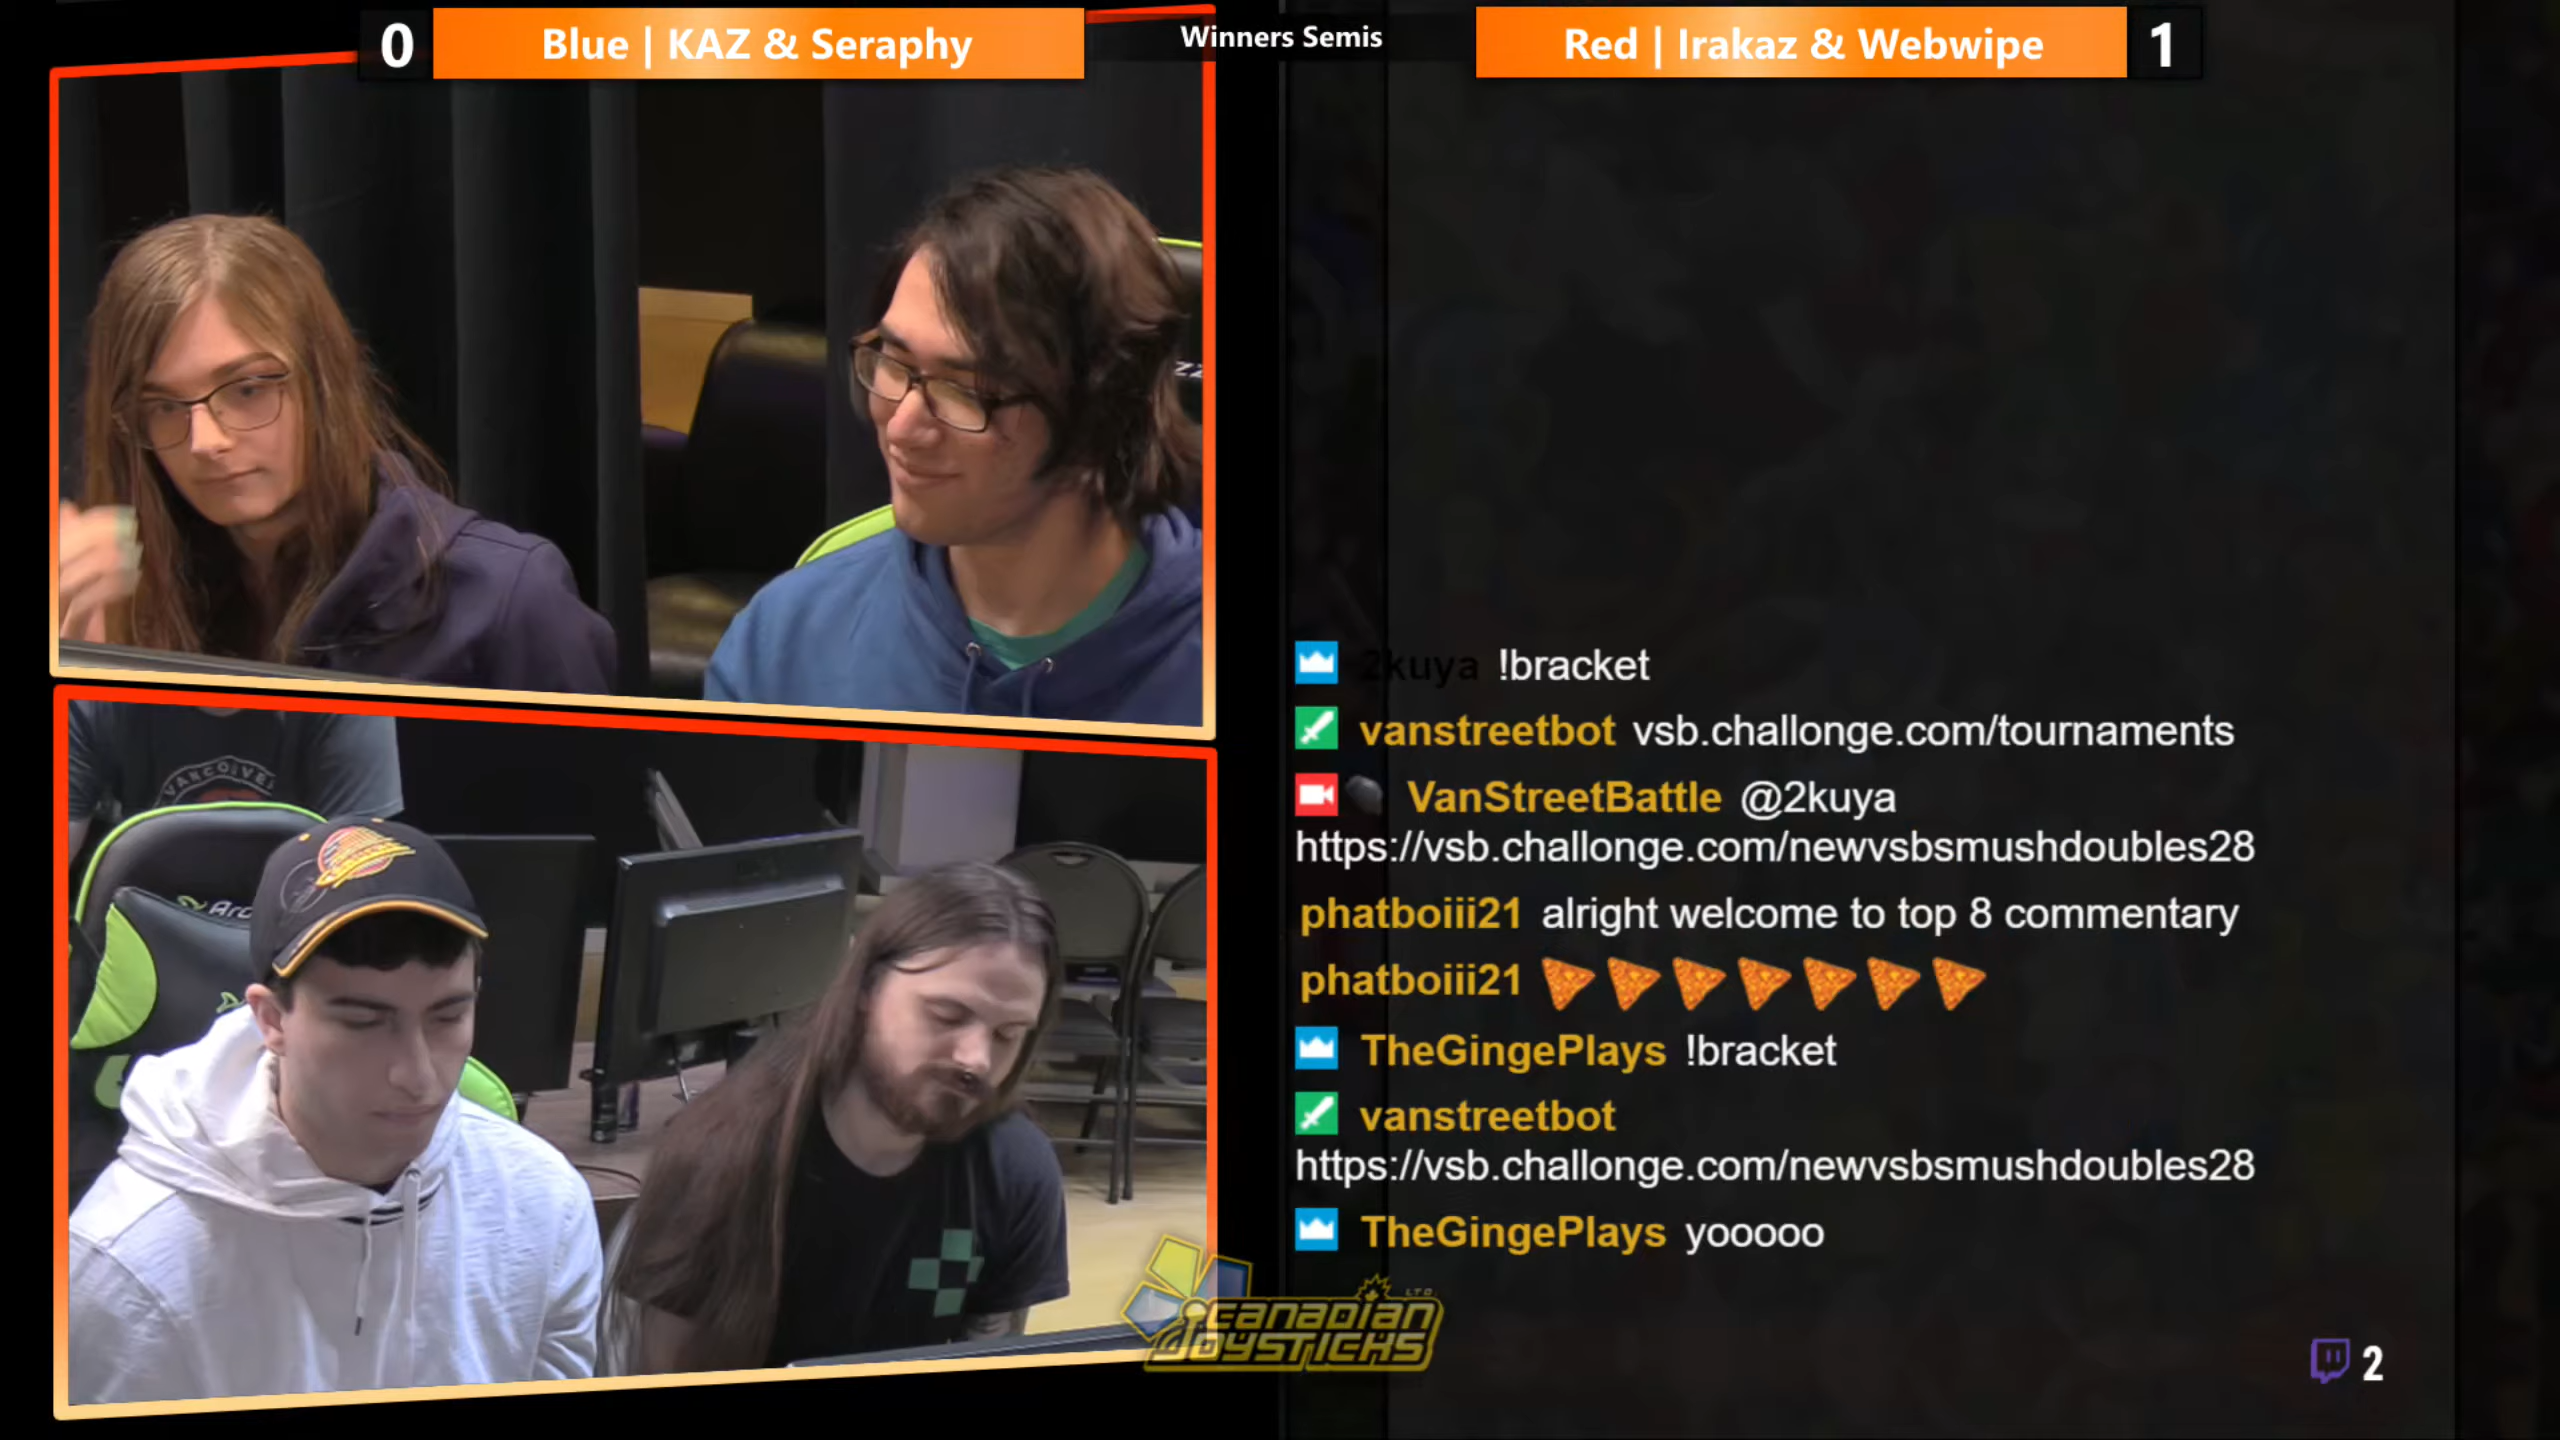 0 Blue | KAZ & Seraphy
Winners Semis
Red | Irakaz & Webwipe 1
2kuya !bracket
vanstreetbot vsb.challonge.com/tournaments
VanStreetBattle @2kuya
https://vsb.challonge.com/newvsbsmushdoubles28
phatboiii21 alright welcome to top 8 commentary
phatboiii21
TheGingePlays !bracket
vanstreetbot
https://vsb.challonge.com/newvsbsmushdoubles28
TheGingePlays yooooo
CANADIAN LTD.
JOYSTICKS
2